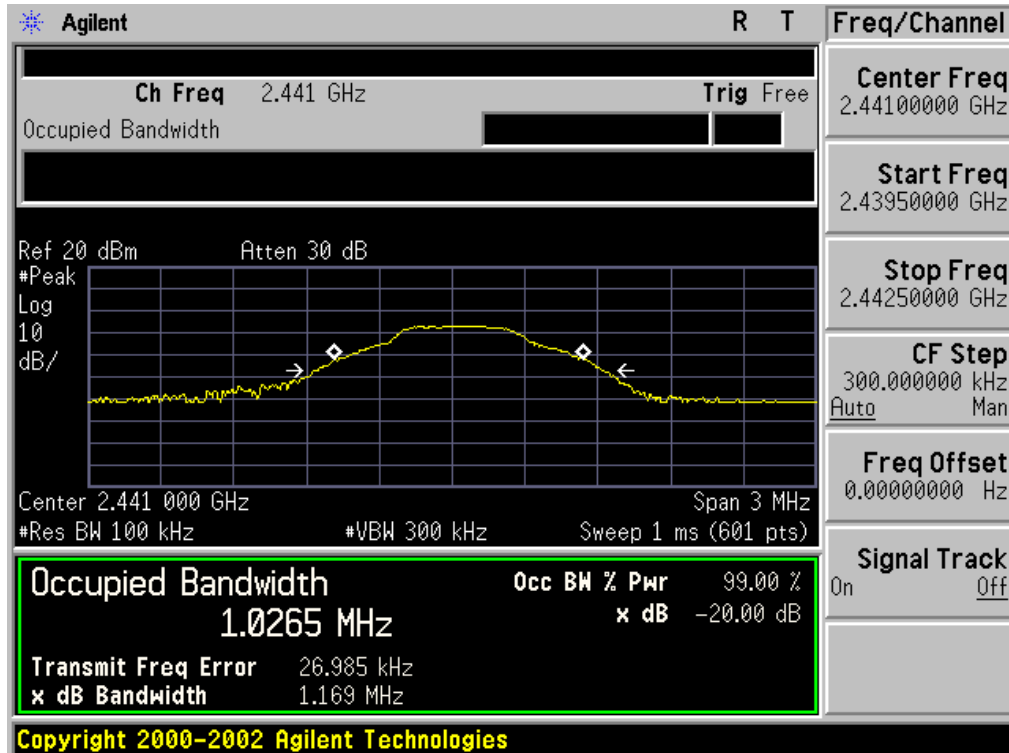 Agilent R T Freq/Channel
Ch Freq 2.441 GHz Trig Free
Occupied Bandwidth
Center Freq
2.44100000 GHz
Start Freq
2.43950000 GHz
Stop Freq
2.44250000 GHz
CF Step
300.000000 kHz
Auto Man
Freq Offset
0.00000000 Hz
Signal Track
On Off
Ref 20 dBm Atten 30 dB
#Peak
Log
10
dB/
Center 2.441 000 GHz Span 3 MHz
#Res BW 100 kHz #VBW 300 kHz Sweep 1 ms (601 pts)
Occupied Bandwidth Occ BW % Pwr 99.00 %
1.0265 MHz x dB -20.00 dB
Transmit Freq Error 26.985 kHz
x dB Bandwidth 1.169 MHz
Copyright 2000-2002 Agilent Technologies